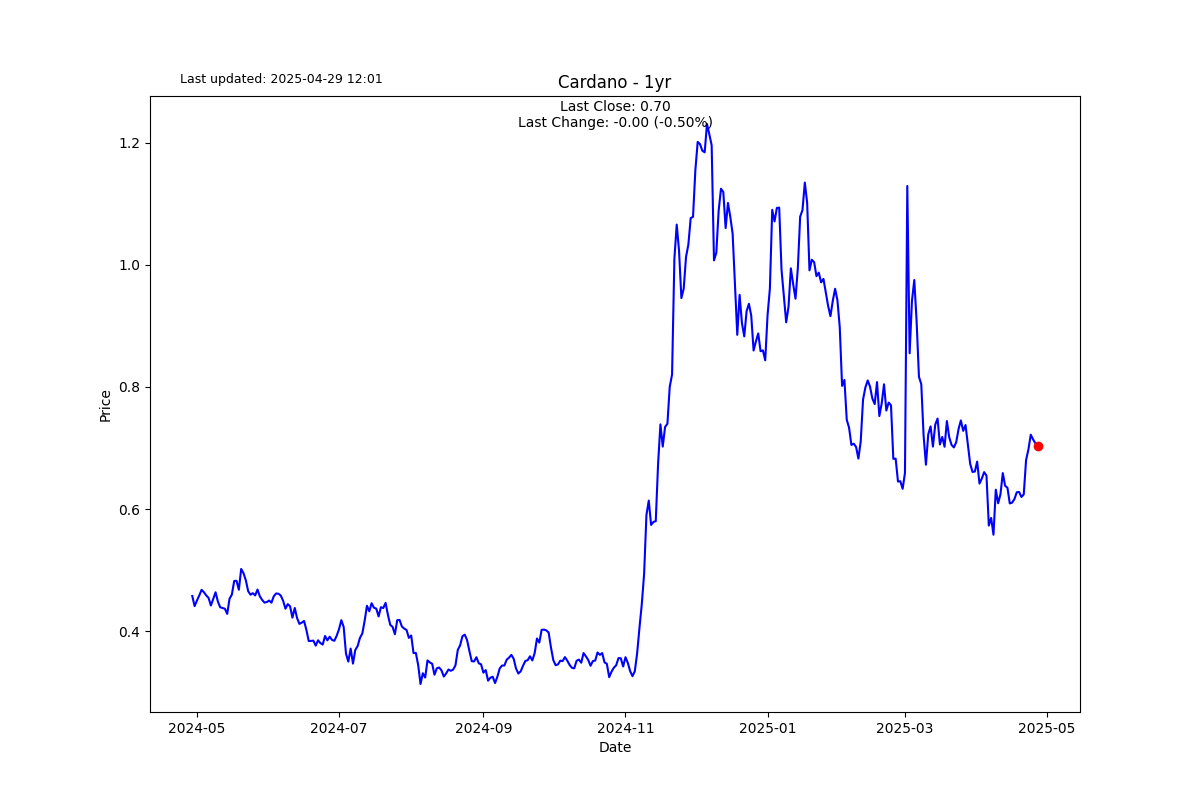 Last updated: 2025-04-29 12:01
Cardano - 1yr
Last Close: 0.70
Last Change: -0.00 (-0.50%)
1.2
1.0
0.8
0.6
0.4
Price
2024-05
2024-07
2024-09
2024-11
2025-01
2025-03
2025-05
Date